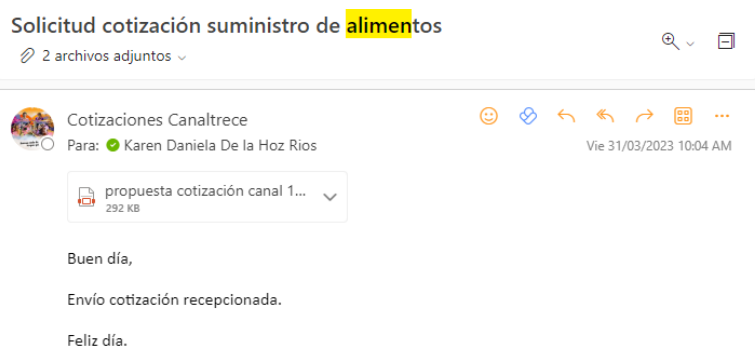 Solicitud cotización suministro de alimentos
2 archivos adjuntos
Cotizaciones Canaltrece
Para: Karen Daniela De la Hoz Rios
Vie 31/03/2023 10:04 AM
propuesta cotización canal 1...
292 KB
Buen día,
Envío cotización recepcionada.
Feliz día.